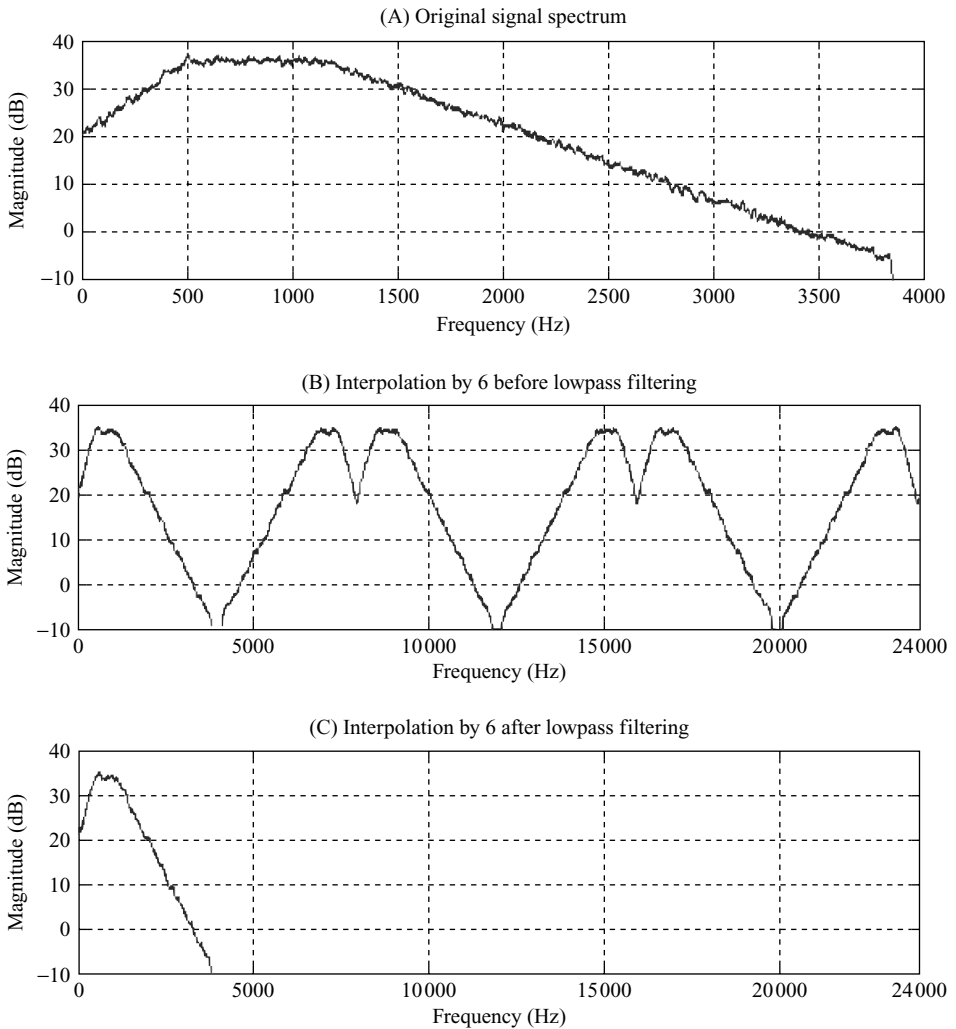 (A) Original signal spectrum
Magnitude (dB)
40
30
20
10
0
−10
0 500 1000 1500 2000 2500 3000 3500 4000
Frequency (Hz)
(B) Interpolation by 6 before lowpass filtering
Magnitude (dB)
40
30
20
10
0
−10
0 5000 10000 15000 20000 24000
Frequency (Hz)
(C) Interpolation by 6 after lowpass filtering
Magnitude (dB)
40
30
20
10
0
−10
0 5000 10000 15000 20000 24000
Frequency (Hz)